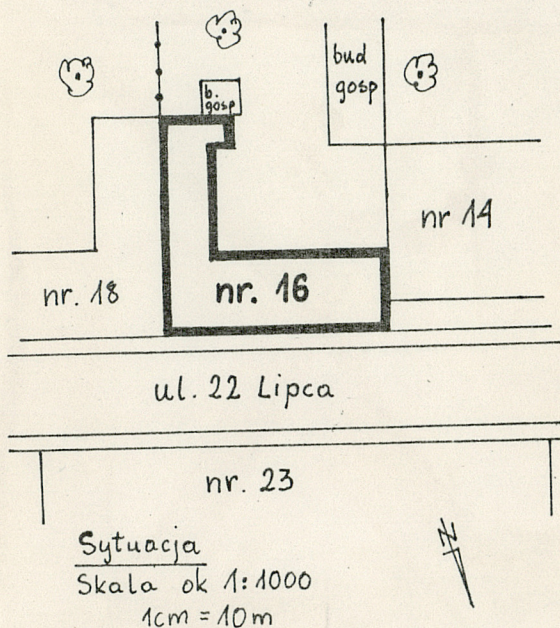 bud
gosp
b.
gosp
nr 14
nr. 18
nr. 16
ul. 22 Lipca
nr. 23
Sytuacja
Skala ok 1:1000
1cm = 10m
N